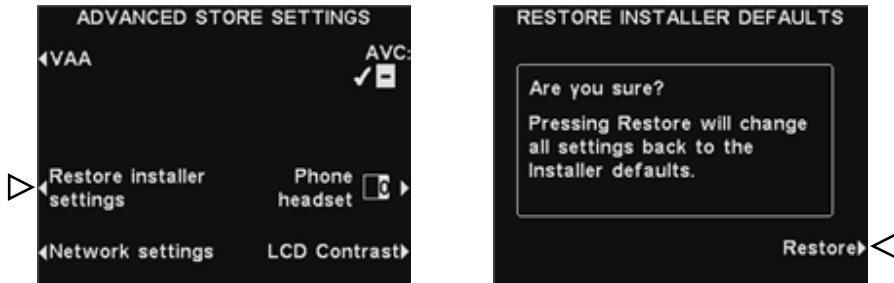 ADVANCED STORE SETTINGS
VAA
AVC:
✓ -
Restore installer
settings
Phone
headset
0
Network settings
LCD Contrast
RESTORE INSTALLER DEFAULTS
Are you sure?
Pressing Restore will change
all settings back to the
Installer defaults.
Restore